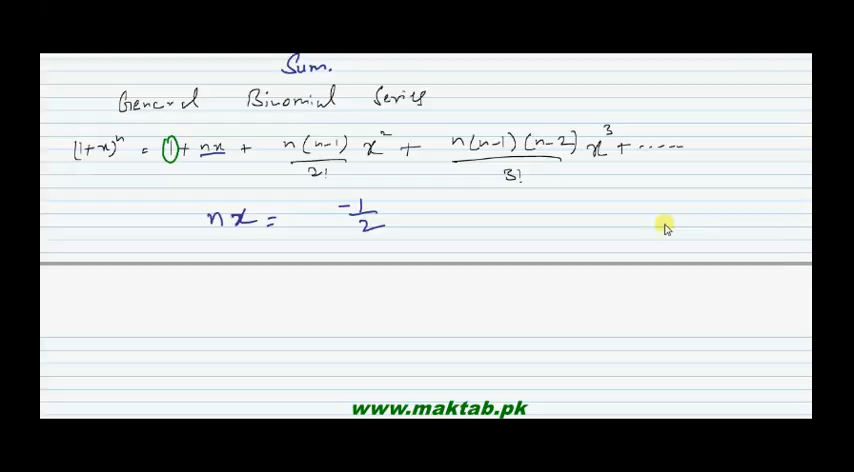 Sum.
General Binomial Series
(1+x)^n = 1 + nx + n(n-1)/2! x^2 + n(n-1)(n-2)/3! x^3 + .....
nx = -1/2
www.maktab.pk